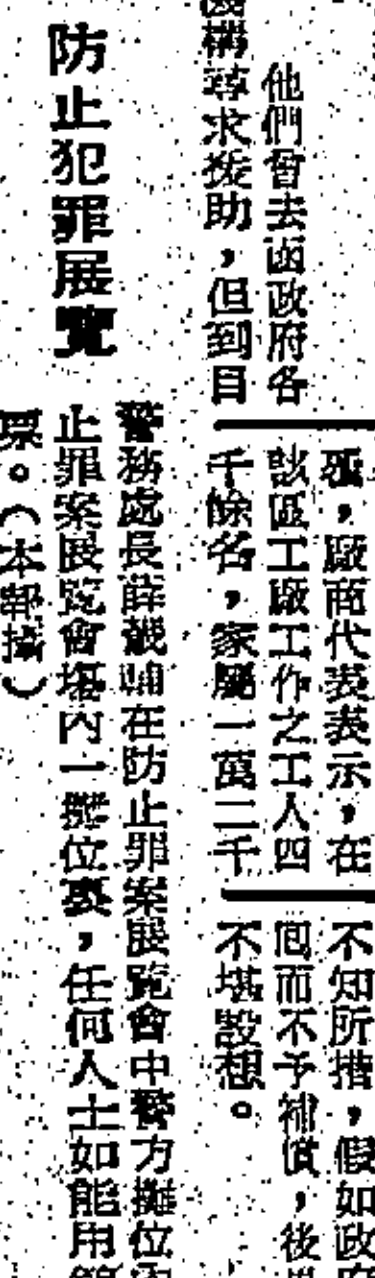 他們曾去函政府各
機構尋求援助，但到目
，廠商代表表示，在
該區工廠工作之工人四
千餘名，家屬一萬二千
不知所措，假如政府
而不予補償，後
不堪設想。
防止犯罪展覽
警務處長薛畿輔在防止罪案展覽會中警方攤位
止罪案展覽會場內一攤位裏，任何人士如能用
票。（本報攝）